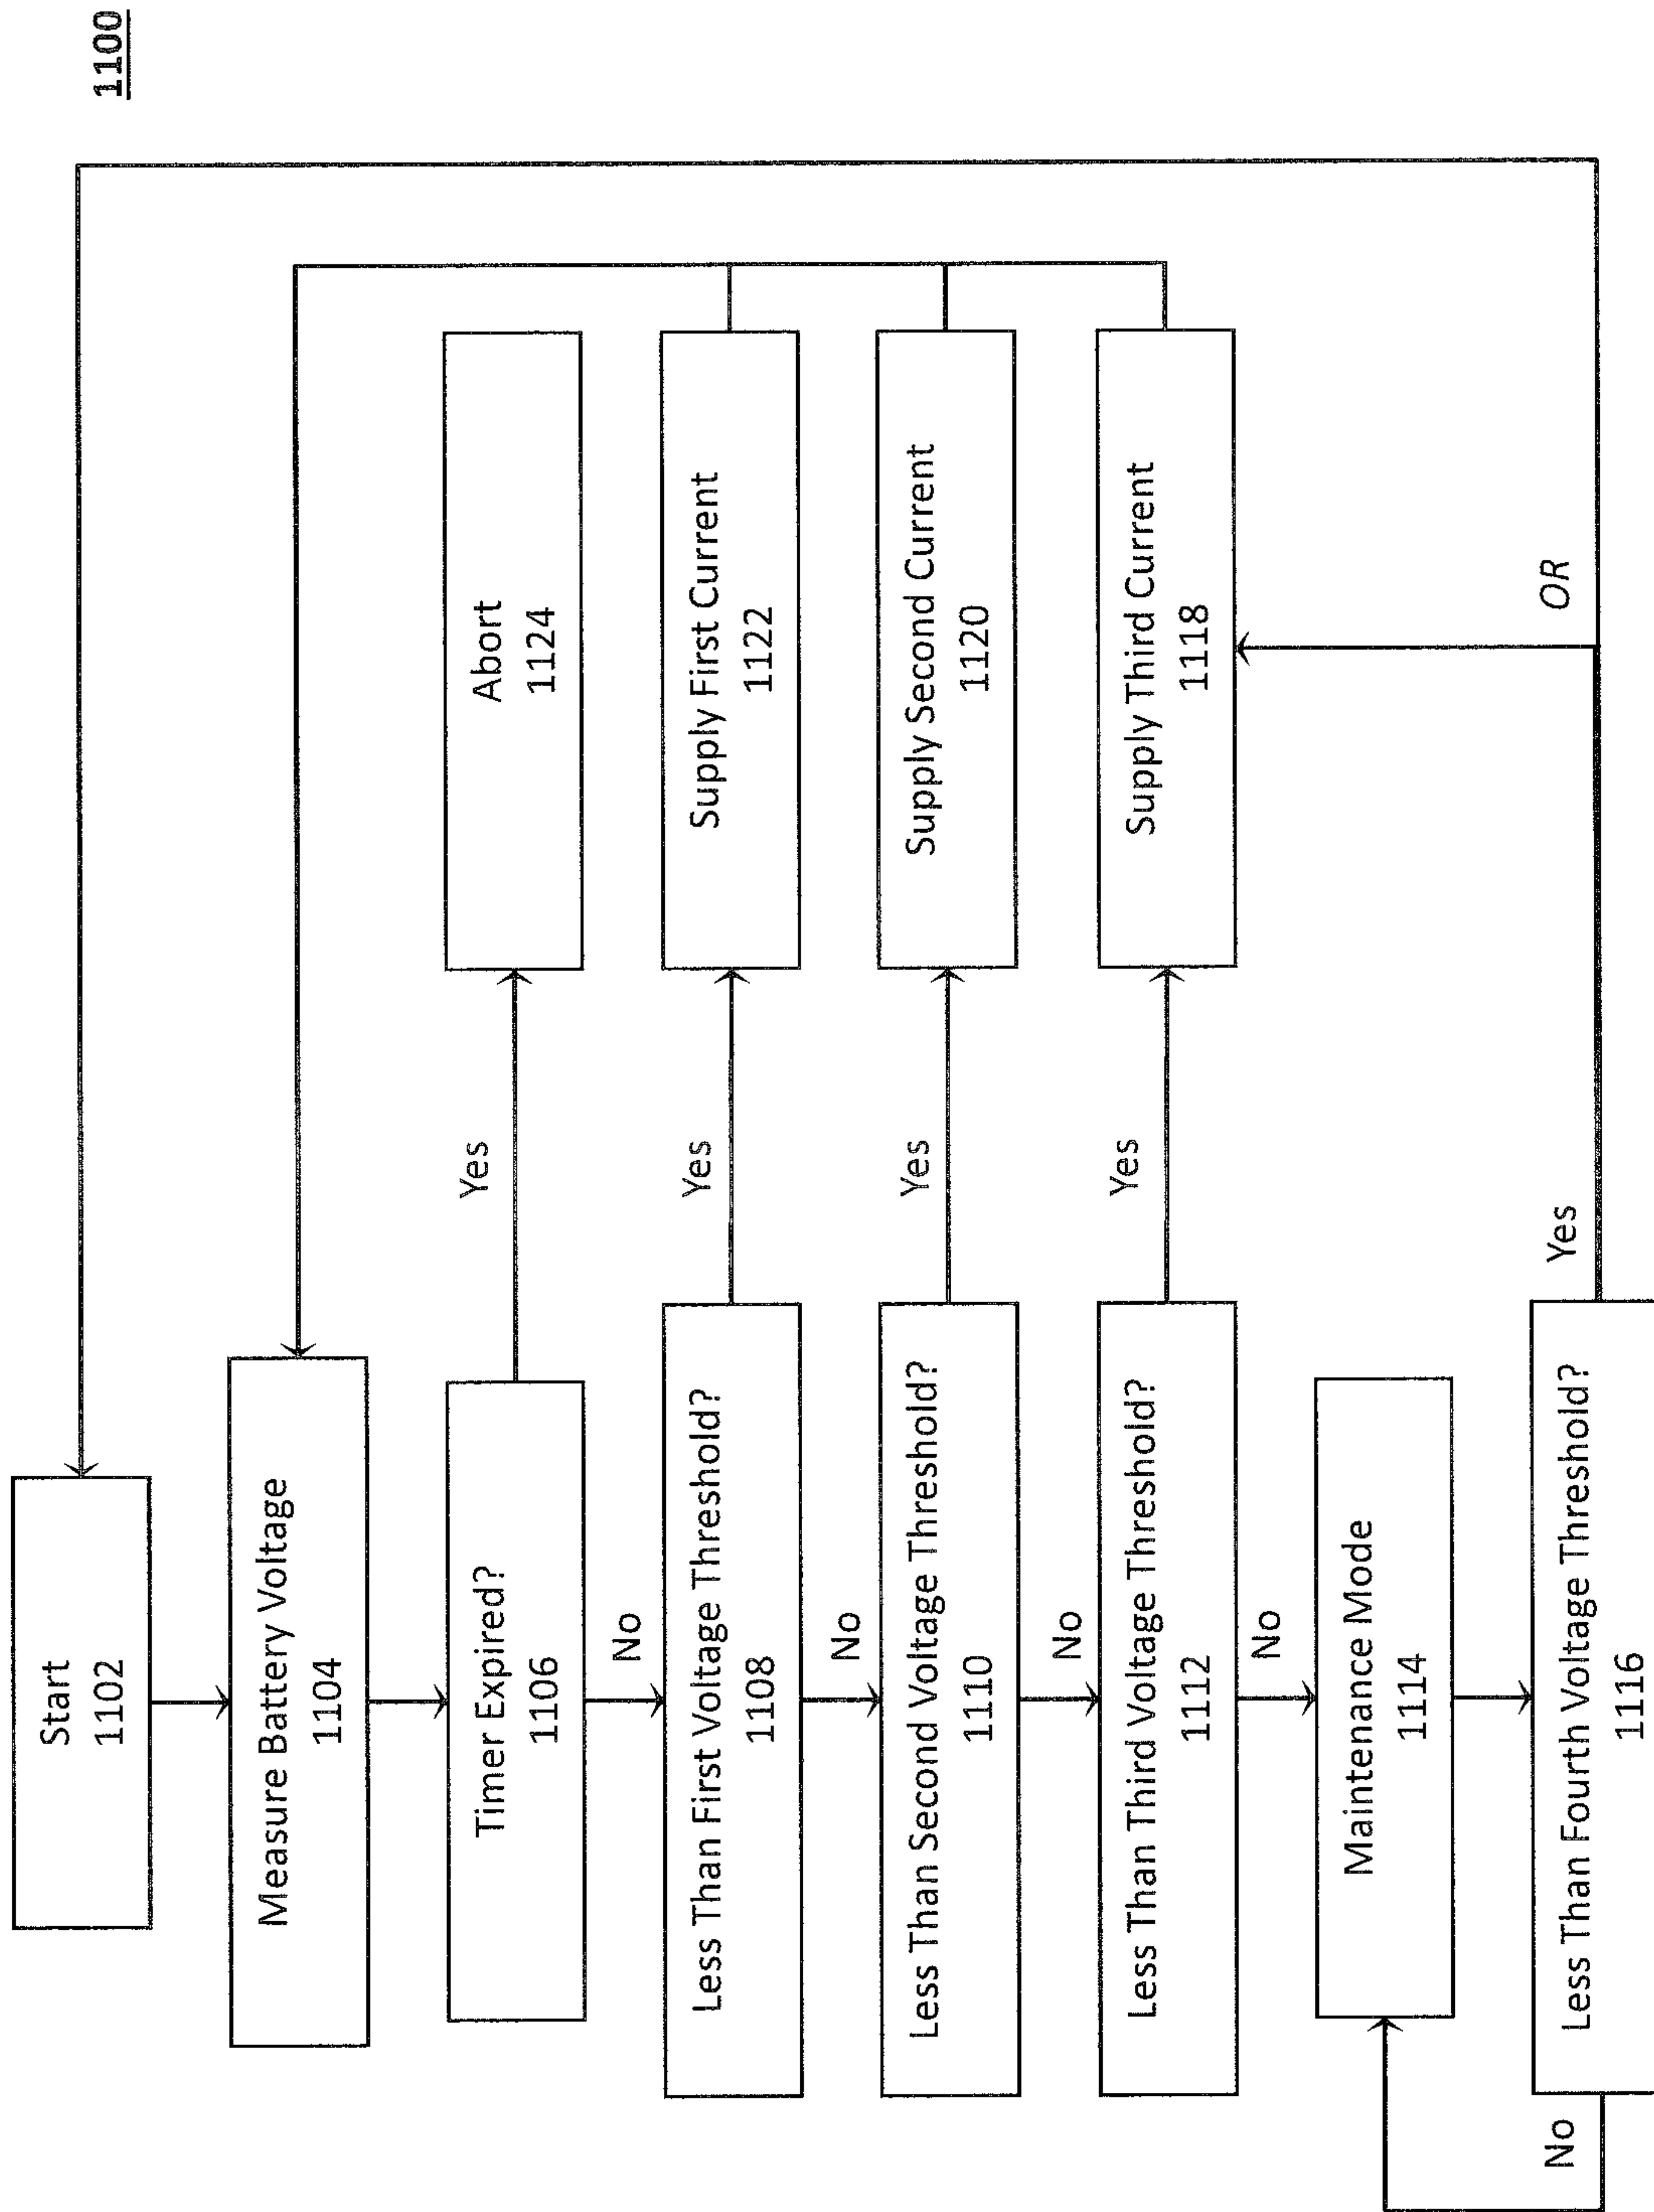 1100
Start
1102
Measure Battery Voltage
1104
Timer Expired?
1106
Yes
Abort
1124
No
Less Than First Voltage Threshold?
1108
Yes
Supply First Current
1122
No
Less Than Second Voltage Threshold?
1110
Yes
Supply Second Current
1120
No
Less Than Third Voltage Threshold?
1112
Yes
Supply Third Current
1118
No
Maintenance Mode
1114
No
Less Than Fourth Voltage Threshold?
1116
Yes
OR